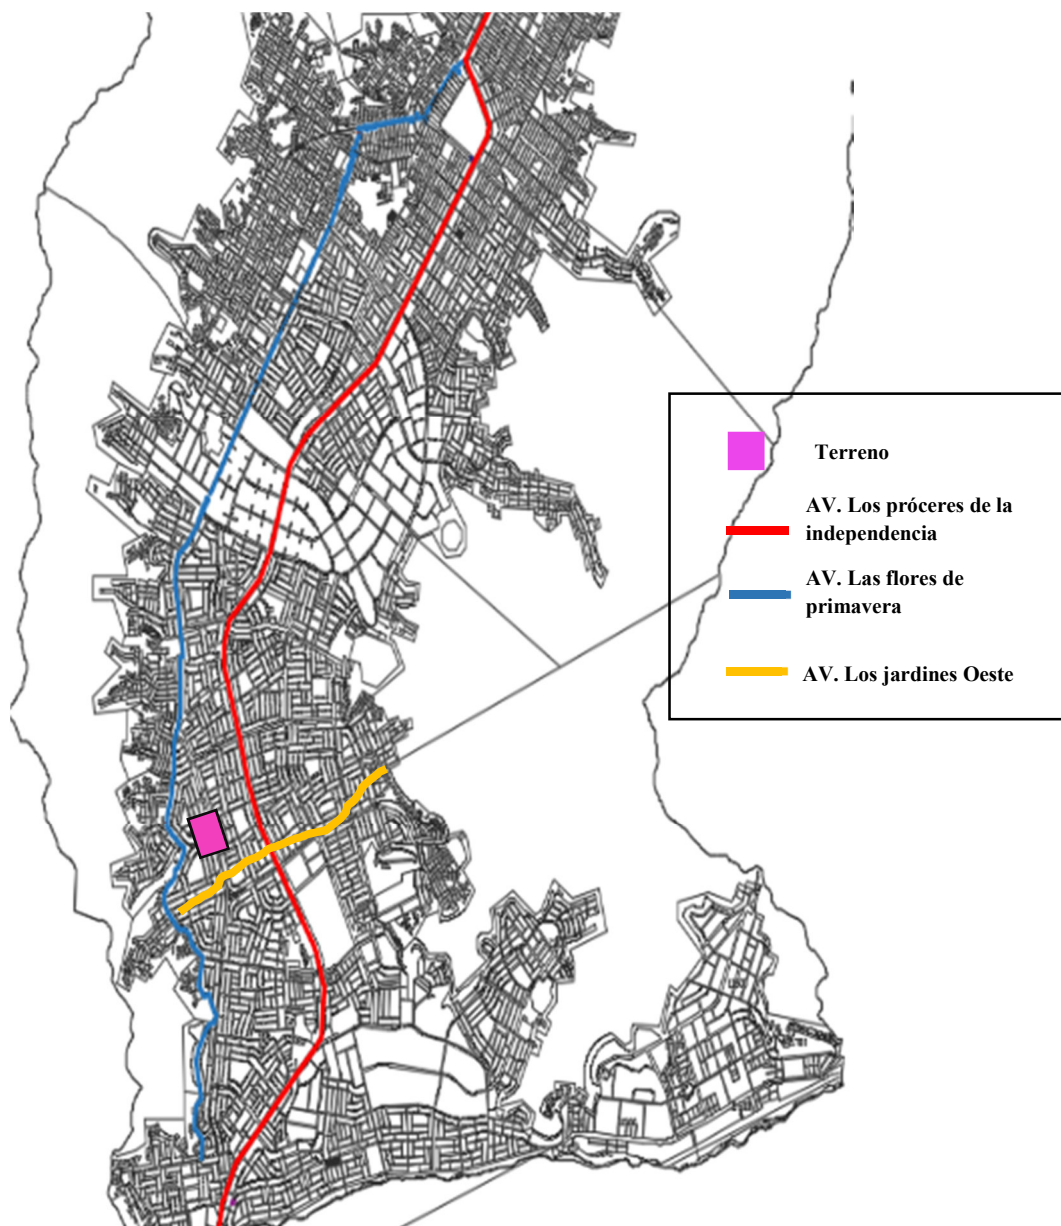 Terreno
AV. Los próceres de la
independencia
AV. Las flores de
primavera
AV. Los jardines Oeste